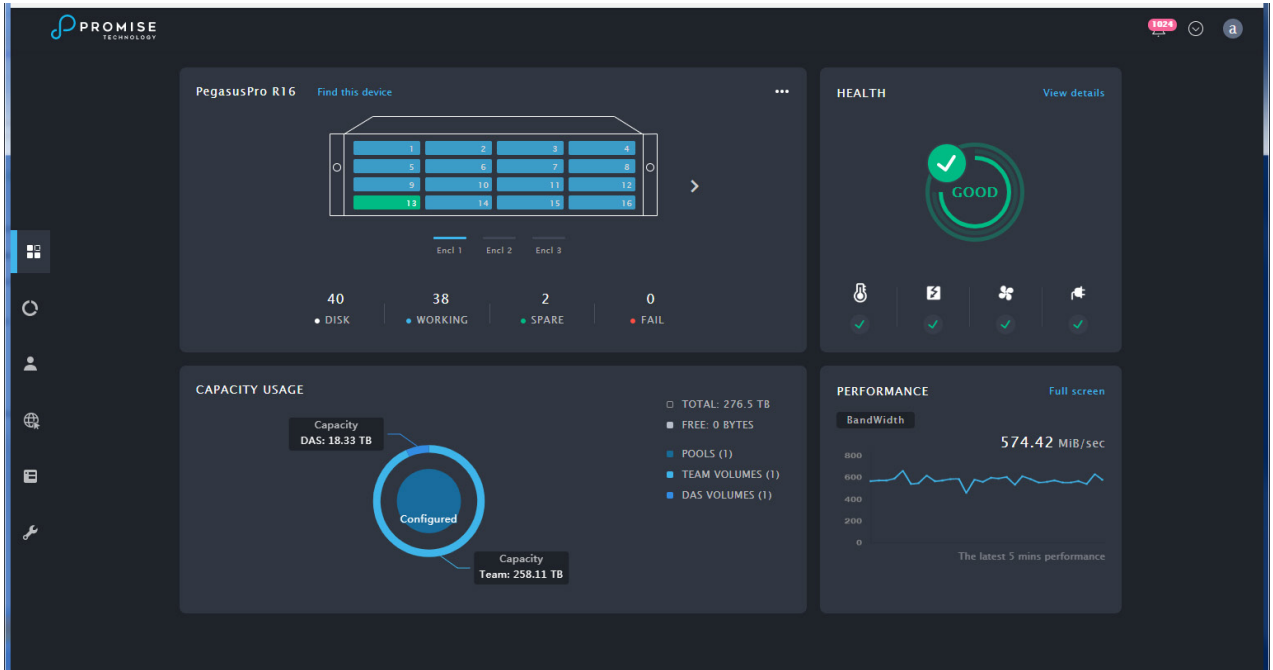 PROMISE
TECHNOLOGY
1024
a
PegasusPro R16 Find this device
1 2 3 4
5 6 7 8
9 10 11 12
13 14 15 16
Encl 1 Encl 2 Encl 3
40 38 2 0
DISK WORKING SPARE FAIL
HEALTH View details
GOOD
CAPACITY USAGE
Capacity
DAS: 18.33 TB
Configured
Capacity
Team: 258.11 TB
TOTAL: 276.5 TB
FREE: 0 BYTES
POOLS (1)
TEAM VOLUMES (1)
DAS VOLUMES (1)
PERFORMANCE Full screen
BandWidth
574.42 MiB/sec
800
600
400
200
0
The latest 5 mins performance